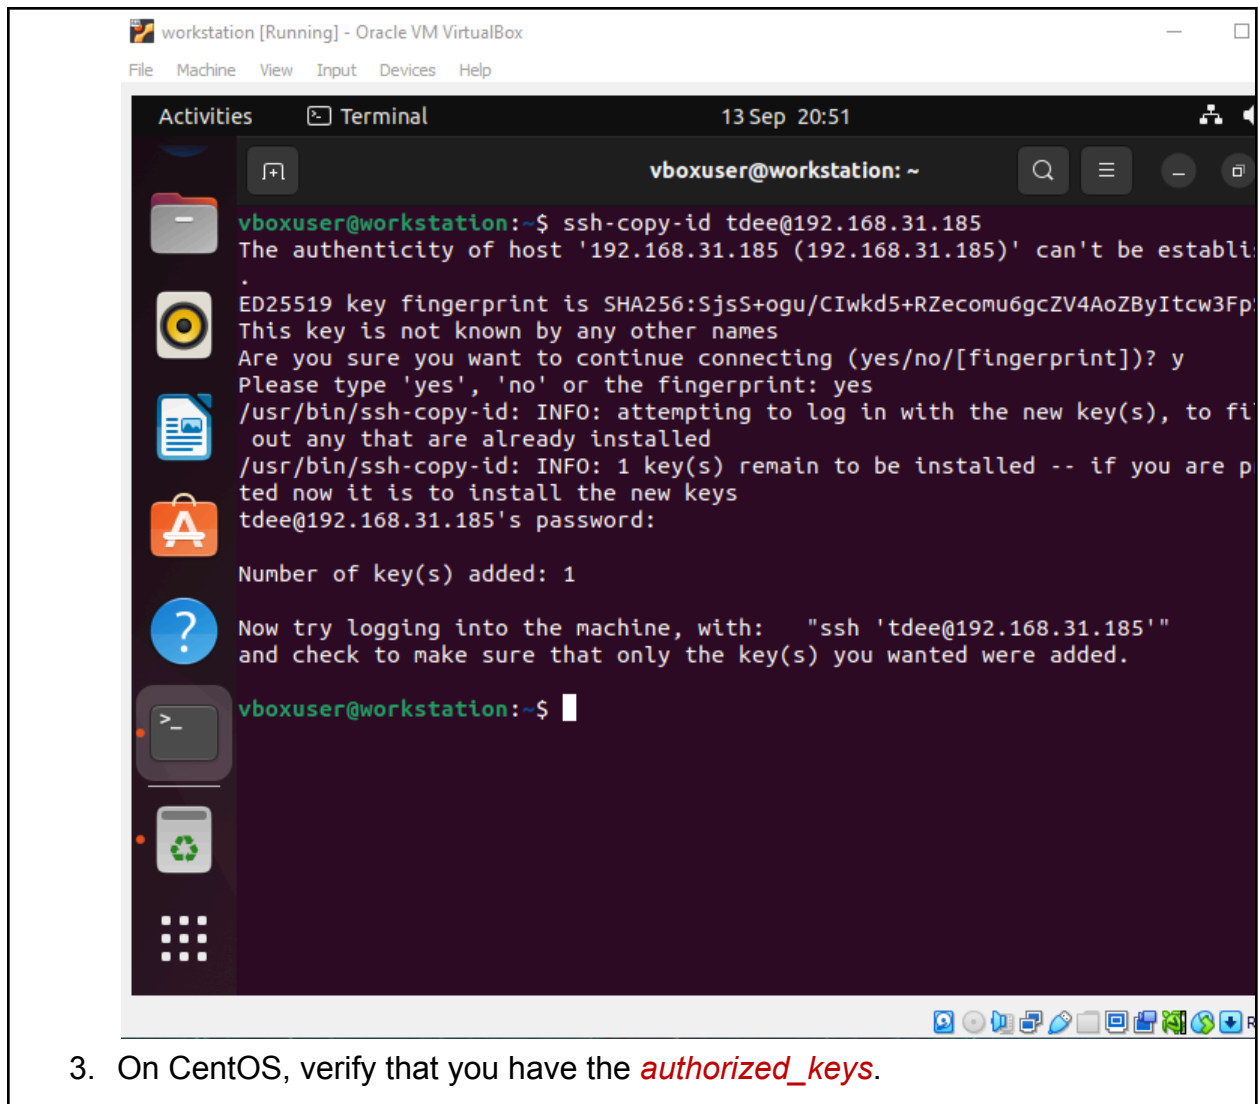 workstation [Running] - Oracle VM VirtualBox
File Machine View Input Devices Help
Activities Terminal 13 Sep 20:51
vboxuser@workstation: ~
vboxuser@workstation:~$ ssh-copy-id tdee@192.168.31.185
The authenticity of host '192.168.31.185 (192.168.31.185)' can't be establi
.
ED25519 key fingerprint is SHA256:SjsS+ogu/CIwkd5+RZecomu6gcZV4AoZByItcw3Fp
This key is not known by any other names
Are you sure you want to continue connecting (yes/no/[fingerprint])? y
Please type 'yes', 'no' or the fingerprint: yes
/usr/bin/ssh-copy-id: INFO: attempting to log in with the new key(s), to fi
out any that are already installed
/usr/bin/ssh-copy-id: INFO: 1 key(s) remain to be installed -- if you are p
ted now it is to install the new keys
tdee@192.168.31.185's password:
Number of key(s) added: 1
Now try logging into the machine, with: "ssh 'tdee@192.168.31.185'"
and check to make sure that only the key(s) you wanted were added.
vboxuser@workstation:~$
R
3. On CentOS, verify that you have the authorized_keys.